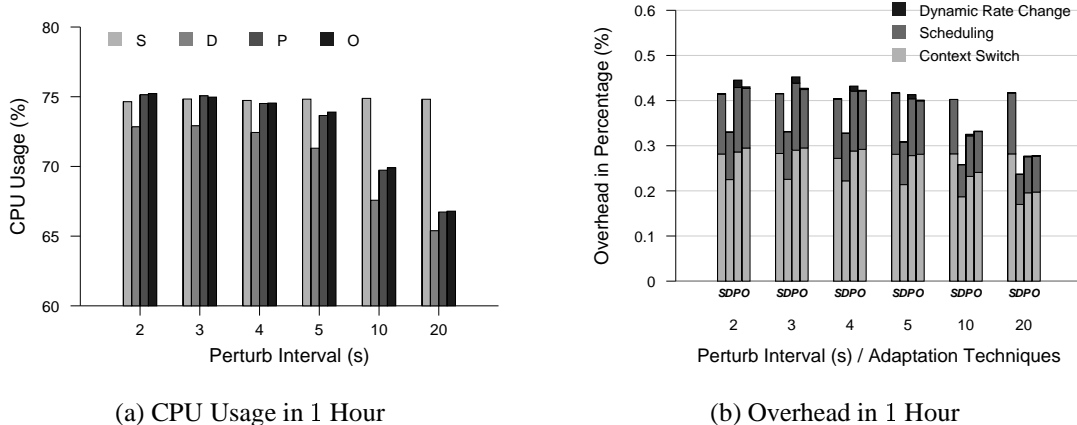 80
75
70
65
60
CPU Usage (%)
S D P O
2 3 4 5 10 20
Perturb Interval (s)
(a) CPU Usage in 1 Hour
0.6
0.5
0.4
0.3
0.2
0.1
0
Overhead in Percentage (%)
Dynamic Rate Change
Scheduling
Context Switch
SDPO SDPO SDPO SDPO SDPO SDPO
2 3 4 5 10 20
Perturb Interval (s) / Adaptation Techniques
(b) Overhead in 1 Hour